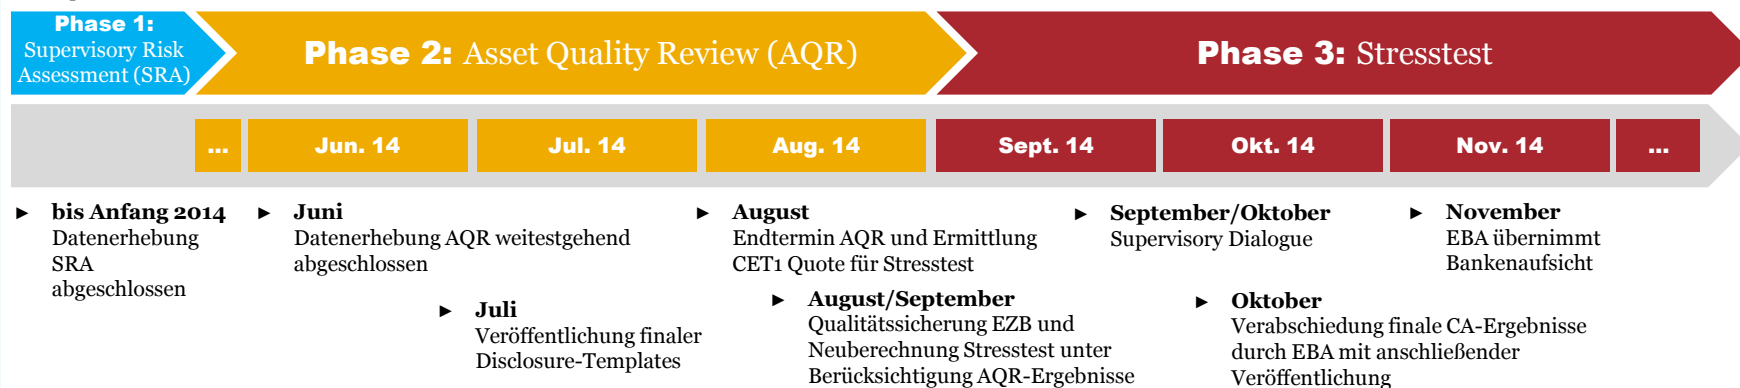 Phase 1:
Supervisory Risk
Assessment (SRA)
Phase 2: Asset Quality Review (AQR)
Phase 3: Stresstest
...
Jun. 14
Jul. 14
Aug. 14
Sept. 14
Okt. 14
Nov. 14
...
► bis Anfang 2014
Datenerhebung
SRA
abgeschlossen
► Juni
Datenerhebung AQR weitestgehend
abgeschlossen
► Juli
Veröffentlichung finaler
Disclosure-Templates
► August
Endtermin AQR und Ermittlung
CET1 Quote für Stresstest
► August/September
Qualitätssicherung EZB und
Neuberechnung Stresstest unter
Berücksichtigung AQR-Ergebnisse
► September/Oktober
Supervisory Dialogue
► Oktober
Verabschiedung finale CA-Ergebnisse
durch EBA mit anschließender
Veröffentlichung
► November
EBA übernimmt
Bankenaufsicht